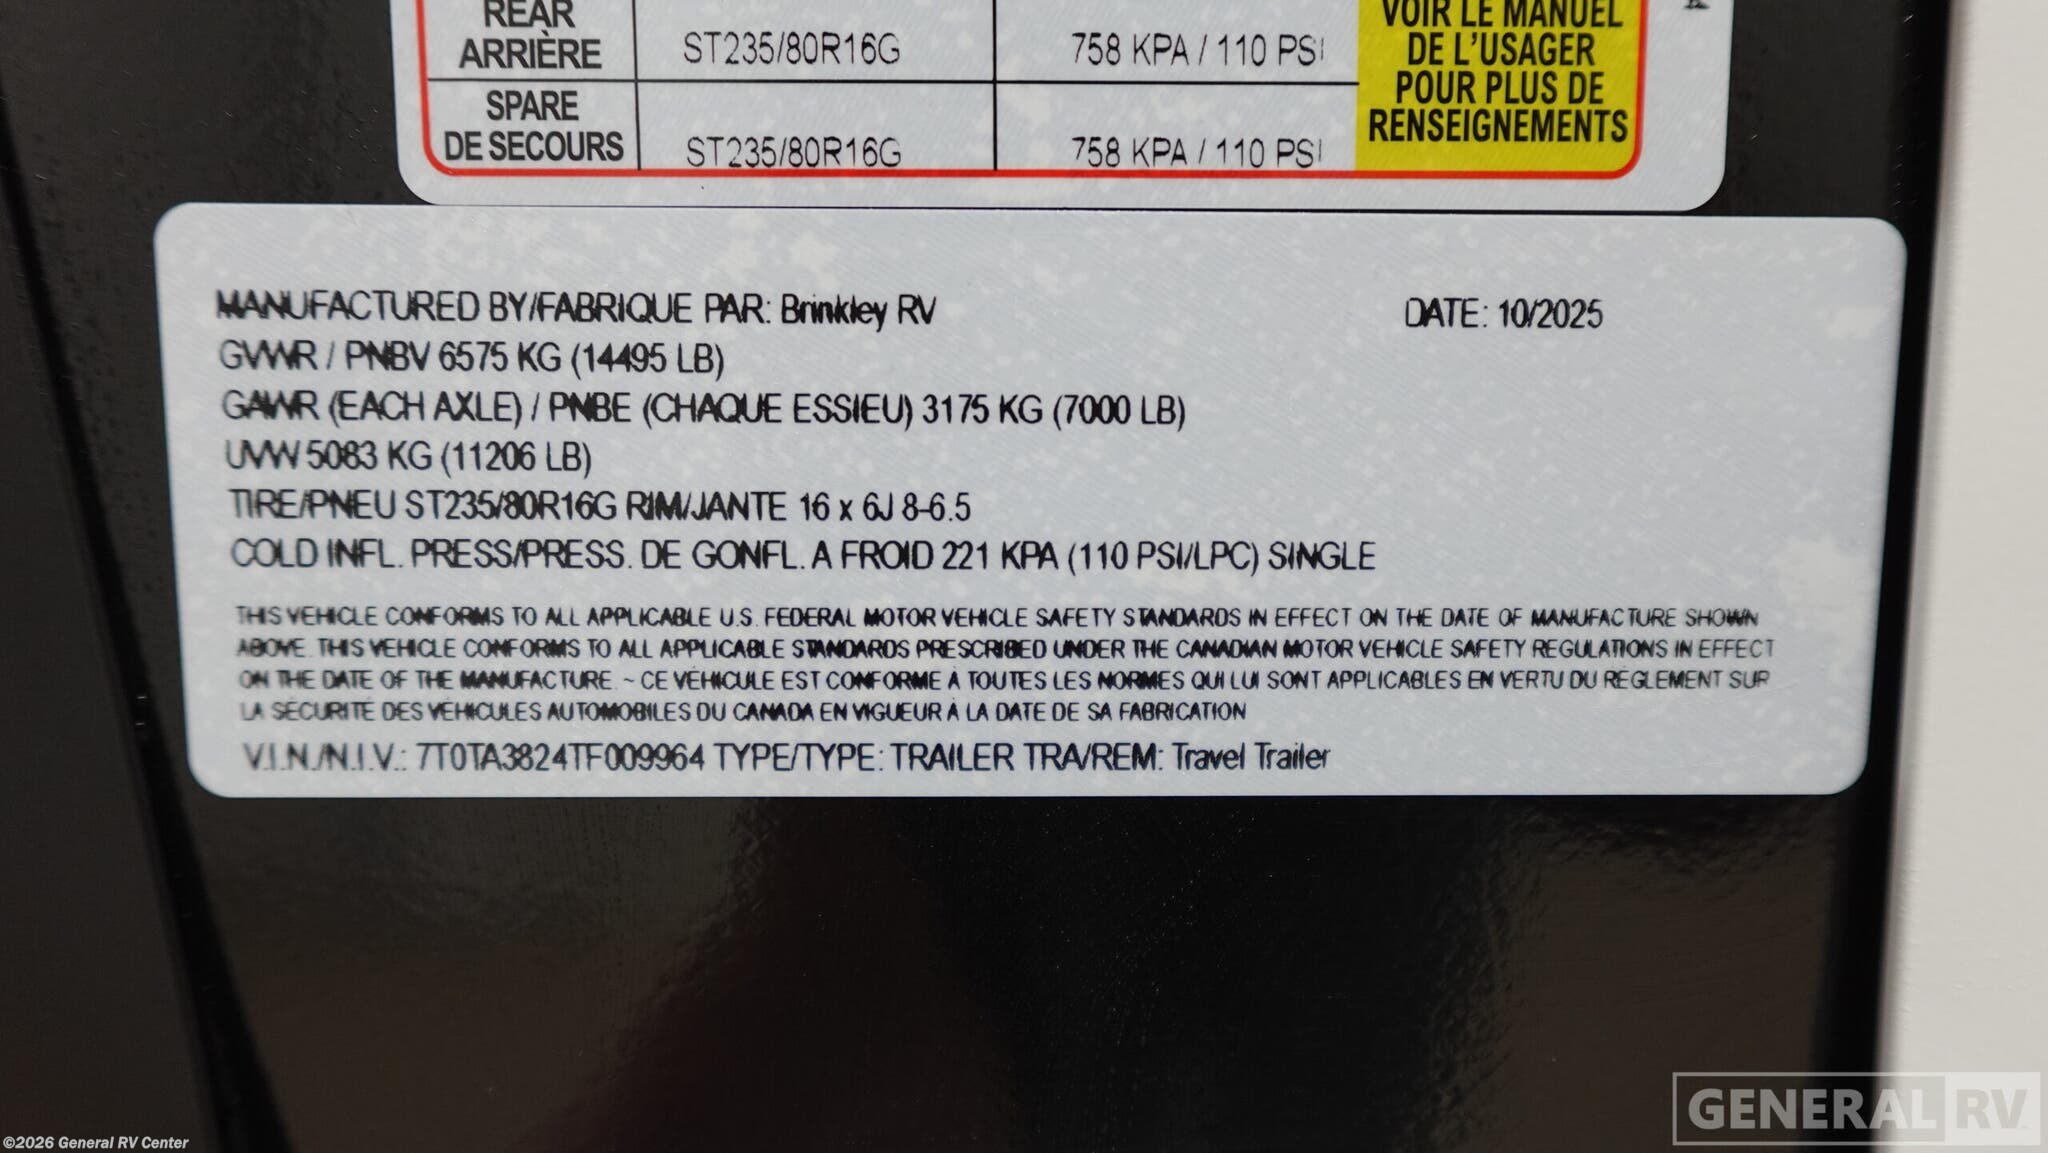 REAR
ARRIÈRE ST235/80R16G 758 KPA / 110 PSI
SPARE
DE SECOURS ST235/80R16G 758 KPA / 110 PSI
VOIR LE MANUEL
DE L'USAGER
POUR PLUS DE
RENSEIGNEMENTS
MANUFACTURED BY/FABRIQUE PAR: Brinkley RV DATE: 10/2025
GVWR / PNBV 6575 KG (14495 LB)
GAWR (EACH AXLE) / PNBE (CHAQUE ESSIEU) 3175 KG (7000 LB)
UVW 5083 KG (11206 LB)
TIRE/PNEU ST235/80R16G RIM/JANTE 16 x 6J 8-6.5
COLD INFL. PRESS/PRESS. DE GONFL. A FROID 221 KPA (110 PSI/LPC) SINGLE
THIS VEHICLE CONFORMS TO ALL APPLICABLE U.S. FEDERAL MOTOR VEHICLE SAFETY STANDARDS IN EFFECT ON THE DATE OF MANUFACTURE SHOWN
ABOVE. THIS VEHICLE CONFORMS TO ALL APPLICABLE STANDARDS PRESCRIBED UNDER THE CANADIAN MOTOR VEHICLE SAFETY REGULATIONS IN EFFECT
ON THE DATE OF THE MANUFACTURE. ~ CE VÉHICULE EST CONFORME À TOUTES LES NORMES QUI LUI SONT APPLICABLES EN VERTU DU RÈGLEMENT SUR
LA SÉCURITÉ DES VÉHICULES AUTOMOBILES DU CANADA EN VIGUEUR À LA DATE DE SA FABRICATION
V.I.N./N.I.V.: 7T0TA3824TF009964 TYPE/TYPE: TRAILER TRA/REM: Travel Trailer
GENERAL RV
©2026 General RV Center